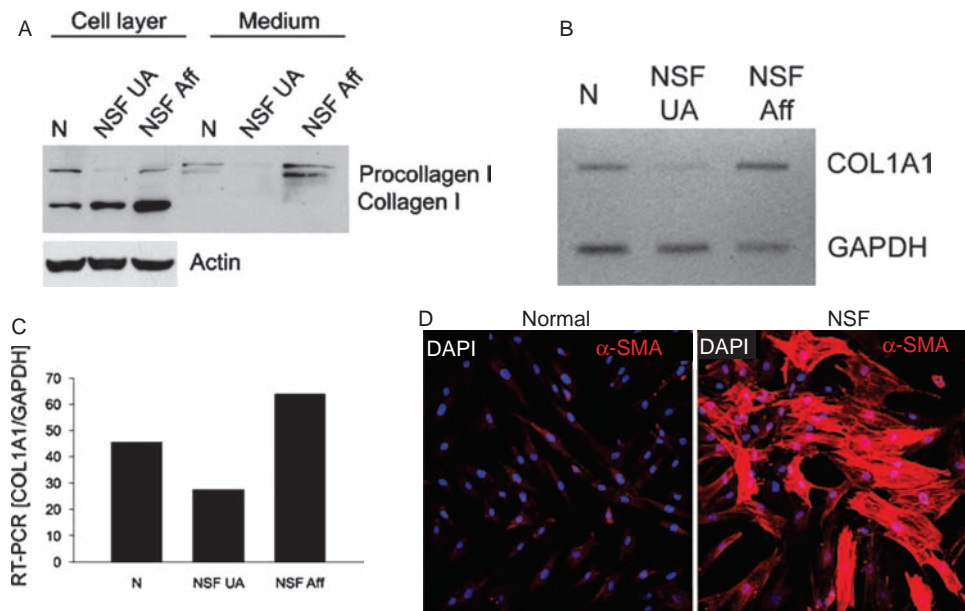 A
Cell layer Medium
N NSF UA NSF Aff N NSF UA NSF Aff
Procollagen I
Collagen I
Actin
B
N NSF UA NSF Aff
COL1A1
GAPDH
C
RT-PCR [COL1A1/GAPDH]
70
60
50
40
30
20
10
0
N NSF UA NSF Aff
D
Normal NSF
DAPI α-SMA DAPI α-SMA